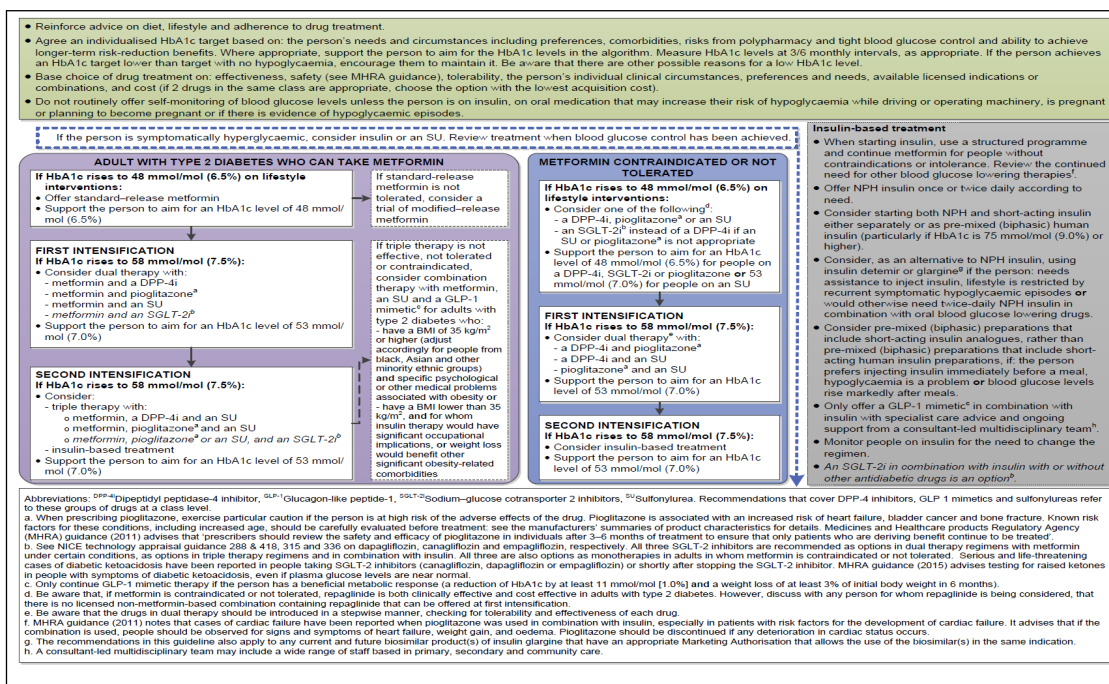 • Reinforce advice on diet, lifestyle and adherence to drug treatment.
• Agree an individualised HbA1c target based on: the person's needs and circumstances including preferences, comorbidities, risks from polypharmacy and tight blood glucose control and ability to achieve
longer-term risk-reduction benefits. Where appropriate, support the person to aim for the HbA1c levels in the algorithm. Measure HbA1c levels at 3/6 monthly intervals, as appropriate. If the person achieves
an HbA1c target lower than target with no hypoglycaemia, encourage them to maintain it. Be aware that there are other possible reasons for a low HbA1c level.
• Base choice of drug treatment on: effectiveness, safety (see MHRA guidance), tolerability, the person's individual clinical circumstances, preferences and needs, available licensed indications or
combinations, and cost (if 2 drugs in the same class are appropriate, choose the option with the lowest acquisition cost).
• Do not routinely offer self-monitoring of blood glucose levels unless the person is on insulin, on oral medication that may increase their risk of hypoglycaemia while driving or operating machinery, is pregnant
or planning to become pregnant or if there is evidence of hypoglycaemic episodes.
If the person is symptomatically hyperglycaemic, consider insulin or an SU. Review treatment when blood glucose control has been achieved.
ADULT WITH TYPE 2 DIABETES WHO CAN TAKE METFORMIN
If HbA1c rises to 48 mmol/mol (6.5%) on
lifestyle interventions:
• Offer standard–release metformin
• Support the person to aim for an HbA1c level of 48 mmol/
mol (6.5%)
If standard-release
metformin is not
tolerated, consider a
trial of modified–release
metformin
FIRST INTENSIFICATION
If HbA1c rises to 58 mmol/mol (7.5%):
• Consider dual therapy with:
- metformin and a DPP-4i
- metformin and pioglitazoneᵃ
- metformin and an SU
- metformin and an SGLT-2iᵇ
• Support the person to aim for an HbA1c level of 53 mmol/
mol (7.0%)
SECOND INTENSIFICATION
If HbA1c rises to 58 mmol/mol (7.5%):
• Consider:
- triple therapy with:
o metformin, a DPP-4i and an SU
o metformin, pioglitazoneᵃ and an SU
o metformin, pioglitazoneᵃ or an SU, and an SGLT-2iᵇ
- insulin-based treatment
• Support the person to aim for an HbA1c level of 53 mmol/
mol (7.0%)
If triple therapy is not
effective, not tolerated
or contraindicated,
consider combination
therapy with metformin,
an SU and a GLP-1
mimeticᶜ for adults with
type 2 diabetes who:
- have a BMI of 35 kg/m²
or higher (adjust
accordingly for people from
black, Asian and other
minority ethnic groups)
and specific psychological
or other medical problems
associated with obesity or
- have a BMI lower than 35
kg/m², and for whom
insulin therapy would have
significant occupational
implications, or weight loss
would benefit other
significant obesity-related
comorbidities
METFORMIN CONTRAINDICATED OR NOT
TOLERATED
If HbA1c rises to 48 mmol/mol (6.5%) on
lifestyle interventions:
• Consider one of the followingᵈ:
- a DPP-4i, pioglitazoneᵃ or an SU
- an SGLT-2iᵇ instead of a DPP-4i if an
SU or pioglitazoneᵃ is not appropriate
• Support the person to aim for an HbA1c
level of 48 mmol/mol (6.5%) for people on
a DPP-4i, SGLT-2i or pioglitazone or 53
mmol/mol (7.0%) for people on an SU
FIRST INTENSIFICATION
If HbA1c rises to 58 mmol/mol (7.5%):
• Consider dual therapyᵉ with:
- a DPP-4i and pioglitazoneᵃ
- a DPP-4i and an SU
- pioglitazoneᵃ and an SU
• Support the person to aim for an HbA1c
level of 53 mmol/mol (7.0%)
SECOND INTENSIFICATION
If HbA1c rises to 58 mmol/mol (7.5%):
• Consider insulin-based treatment
• Support the person to aim for an HbA1c
level of 53 mmol/mol (7.0%)
Insulin-based treatment
• When starting insulin, use a structured programme
and continue metformin for people without
contraindications or intolerance. Review the continued
need for other blood glucose lowering therapiesᶠ.
• Offer NPH insulin once or twice daily according to
need.
• Consider starting both NPH and short-acting insulin
either separately or as pre-mixed (biphasic) human
insulin (particularly if HbA1c is 75 mmol/mol (9.0%) or
higher).
• Consider, as an alternative to NPH insulin, using
insulin detemir or glargineᵍ if the person: needs
assistance to inject insulin, lifestyle is restricted by
recurrent symptomatic hypoglycaemic episodes or
would otherwise need twice-daily NPH insulin in
combination with oral blood glucose lowering drugs.
• Consider pre-mixed (biphasic) preparations that
include short-acting insulin analogues, rather than
pre-mixed (biphasic) preparations that include short-
acting human insulin preparations, if: the person
prefers injecting insulin immediately before a meal,
hypoglycaemia is a problem or blood glucose levels
rise markedly after meals.
• Only offer a GLP-1 mimeticᶜ in combination with
insulin with specialist care advice and ongoing
support from a consultant-led multidisciplinary teamʰ.
• Monitor people on insulin for the need to change the
regimen.
• An SGLT-2i in combination with insulin with or without
other antidiabetic drugs is an optionᵇ.
Abbreviations: DPP-4iDipeptidyl peptidase-4 inhibitor, GLP-1Glucagon-like peptide-1, SGLT-2iSodium–glucose cotransporter 2 inhibitors, SUSulfonylurea. Recommendations that cover DPP-4 inhibitors, GLP 1 mimetics and sulfonylureas refer
to these groups of drugs at a class level.
a. When prescribing pioglitazone, exercise particular caution if the person is at high risk of the adverse effects of the drug. Pioglitazone is associated with an increased risk of heart failure, bladder cancer and bone fracture. Known risk
factors for these conditions, including increased age, should be carefully evaluated before treatment: see the manufacturers' summaries of product characteristics for details. Medicines and Healthcare products Regulatory Agency
(MHRA) guidance (2011) advises that 'prescribers should review the safety and efficacy of pioglitazone in individuals after 3–6 months of treatment to ensure that only patients who are deriving benefit continue to be treated'.
b. See NICE technology appraisal guidance 288 & 418, 315 and 336 on dapagliflozin, canagliflozin and empagliflozin, respectively. All three SGLT-2 inhibitors are recommended as options in dual therapy regimens with metformin
under certain conditions, as options in triple therapy regimens and in combination with insulin. All three are also options as monotherapies in adults in whom metformin is contraindicated or not tolerated. Serious and life-threatening
cases of diabetic ketoacidosis have been reported in people taking SGLT-2 inhibitors (canagliflozin, dapagliflozin or empagliflozin) or shortly after stopping the SGLT-2 inhibitor. MHRA guidance (2015) advises testing for raised ketones
in people with symptoms of diabetic ketoacidosis, even if plasma glucose levels are near normal.
c. Only continue GLP-1 mimetic therapy if the person has a beneficial metabolic response (a reduction of HbA1c by at least 11 mmol/mol [1.0%] and a weight loss of at least 3% of initial body weight in 6 months).
d. Be aware that, if metformin is contraindicated or not tolerated, repaglinide is both clinically effective and cost effective in adults with type 2 diabetes. However, discuss with any person for whom repaglinide is being considered, that
there is no licensed non-metformin-based combination containing repaglinide that can be offered at first intensification.
e. Be aware that the drugs in dual therapy should be introduced in a stepwise manner, checking for tolerability and effectiveness of each drug.
f. MHRA guidance (2011) notes that cases of cardiac failure have been reported when pioglitazone was used in combination with insulin, especially in patients with risk factors for the development of cardiac failure. It advises that if the
combination is used, people should be observed for signs and symptoms of heart failure, weight gain, and oedema. Pioglitazone should be discontinued if any deterioration in cardiac status occurs.
g. The recommendations in this guideline also apply to any current and future biosimilar product(s) of insulin glargine that have an appropriate Marketing Authorisation that allows the use of the biosimilar(s) in the same indication.
h. A consultant-led multidisciplinary team may include a wide range of staff based in primary, secondary and community care.